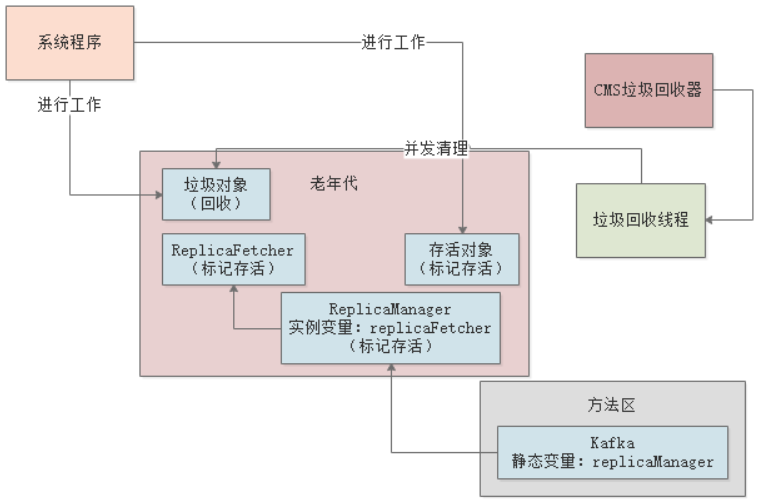 系统程序
进行工作
进行工作
CMS垃圾回收器
并发清理
垃圾对象
(回收)
老年代
垃圾回收线程
ReplicaFetcher
(标记存活)
存活对象
(标记存活)
ReplicaManager
实例变量: replicaFetcher
(标记存活)
方法区
Kafka
静态变量: replicaManager